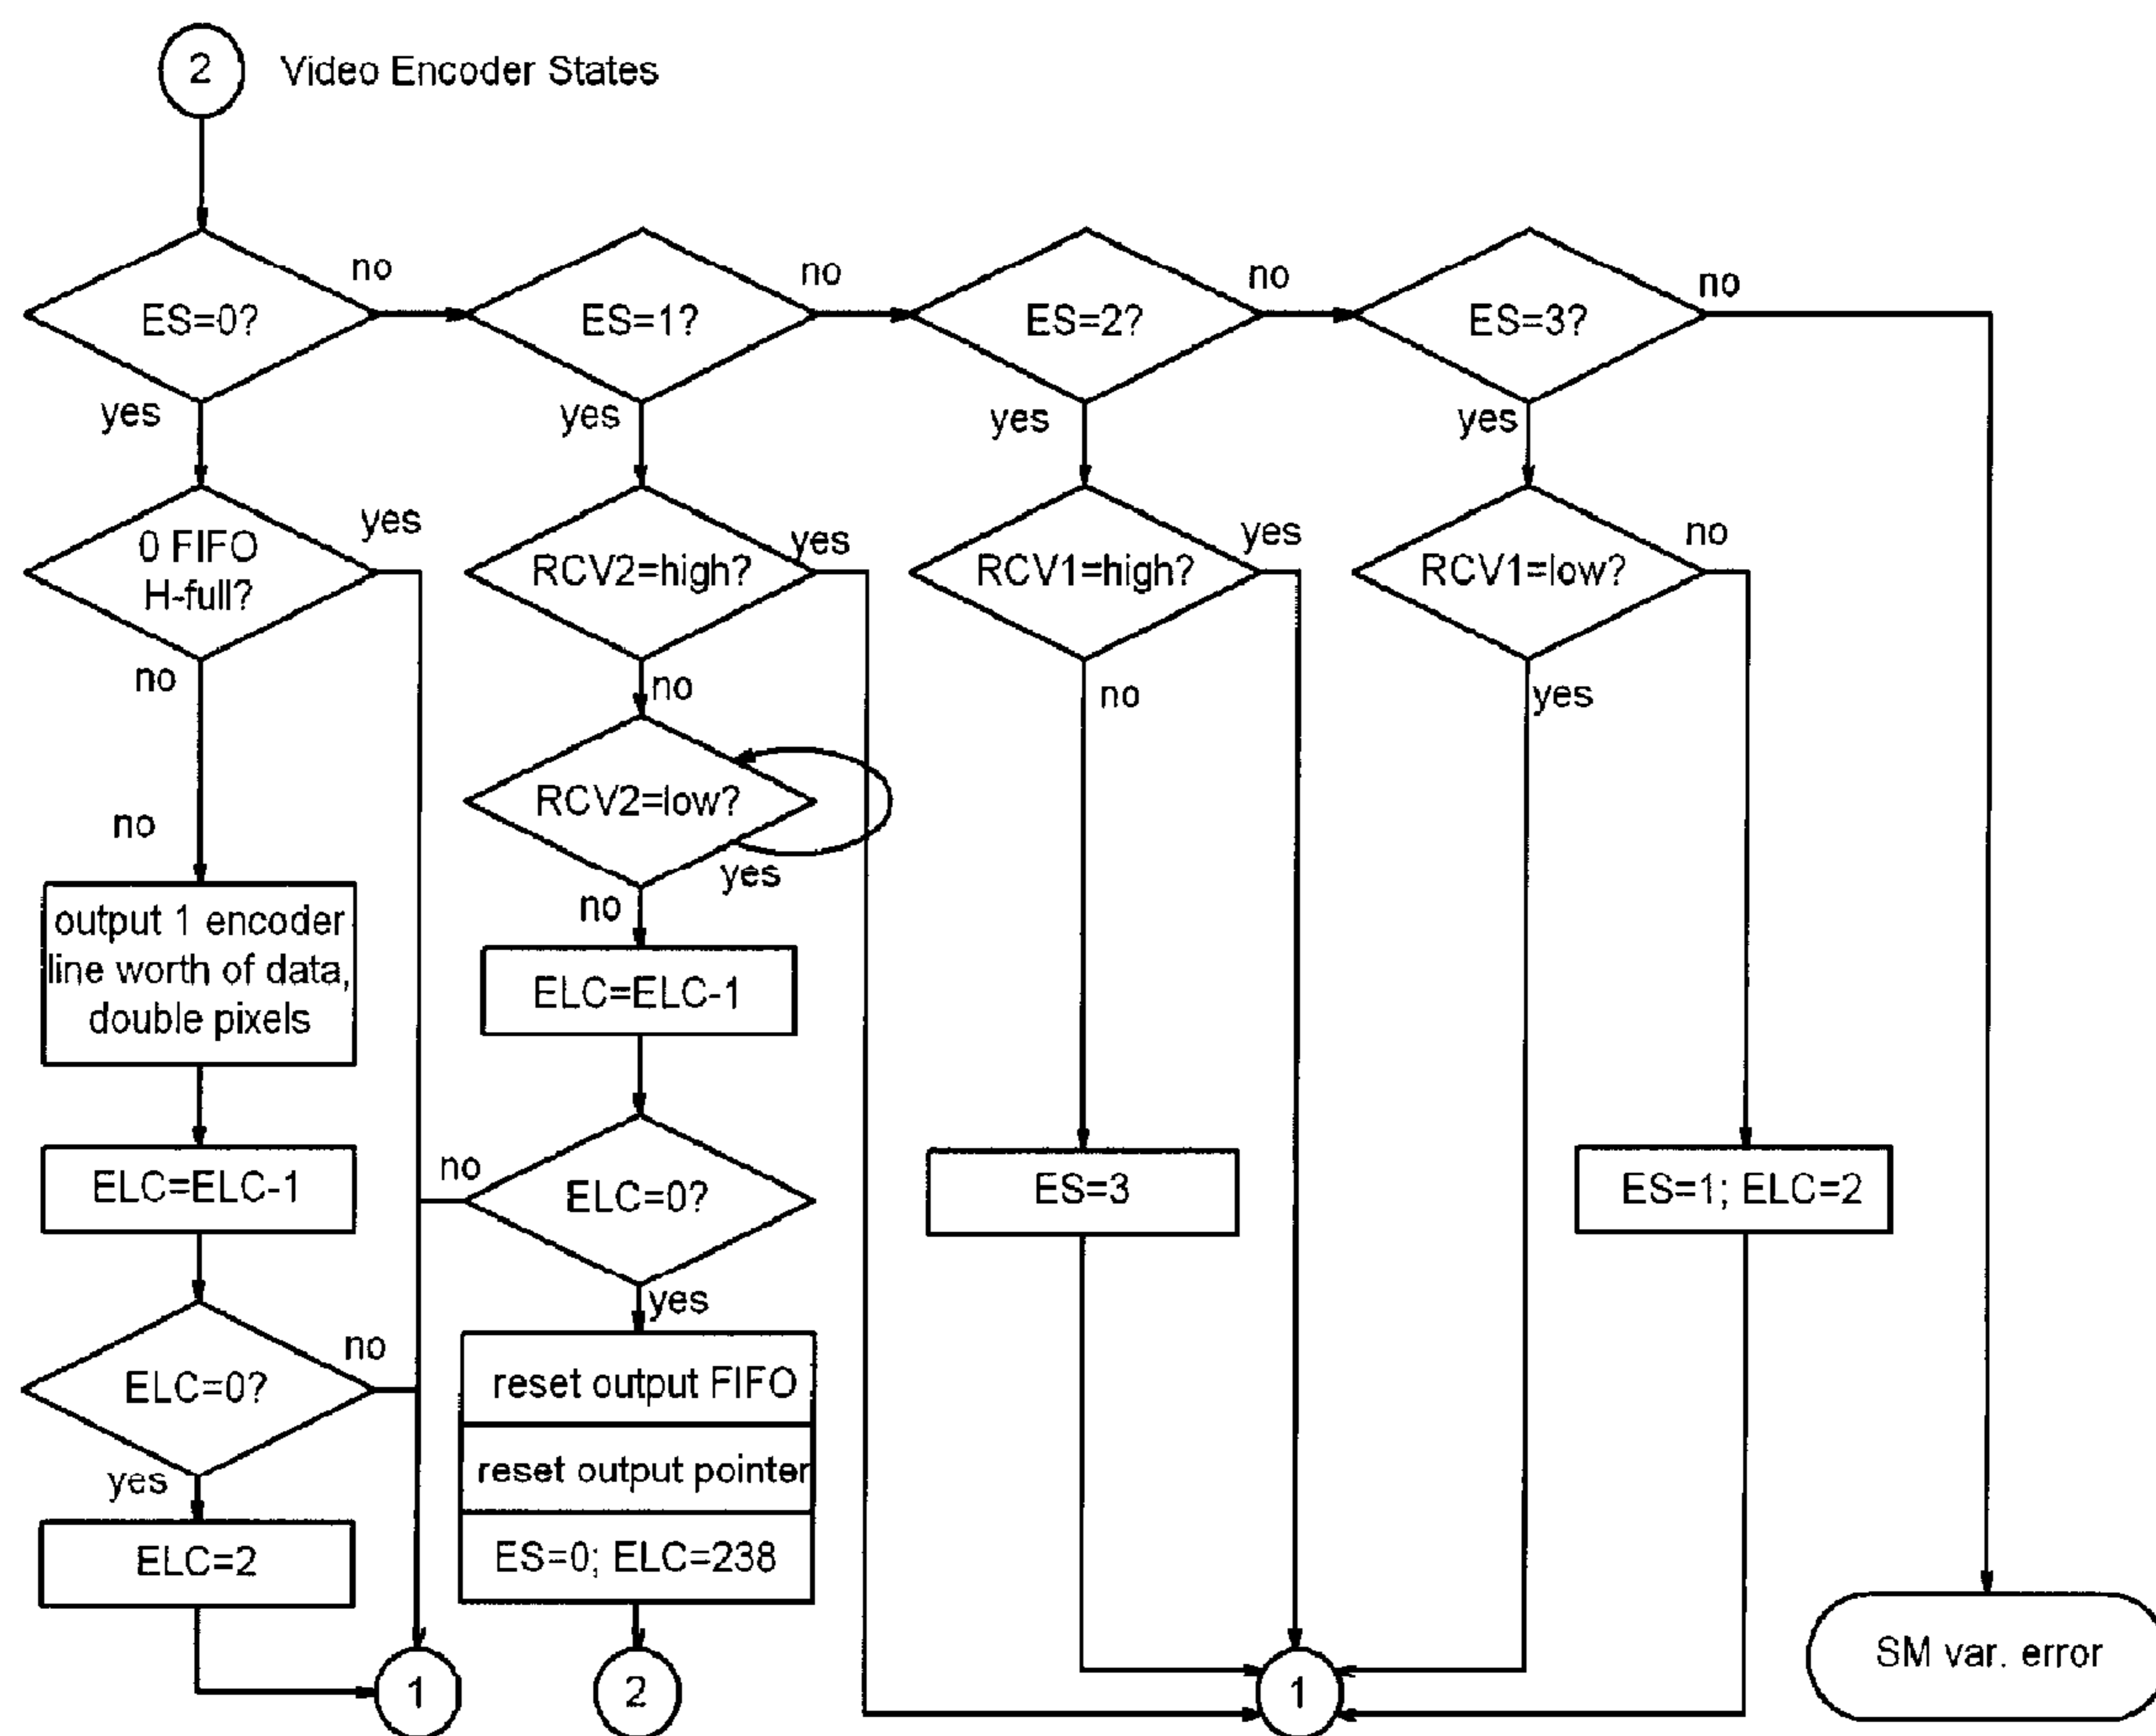 2
Video Encoder States
ES=0?
no
yes
ES=1?
no
yes
ES=2?
no
yes
ES=3?
no
yes
0 FIFO
H-full?
yes
no
no
RCV2=high?
yes
no
RCV1=high?
yes
no
RCV1=low?
no
yes
RCV2=low?
yes
no
output 1 encoder
line worth of data,
double pixels
ELC=ELC-1
ELC=ELC-1
ELC=0?
no
yes
ES=3
ES=1; ELC=2
ELC=0?
no
yes
reset output FIFO
reset output pointer
ES=0; ELC=238
ELC=2
1
2
1
SM var. error